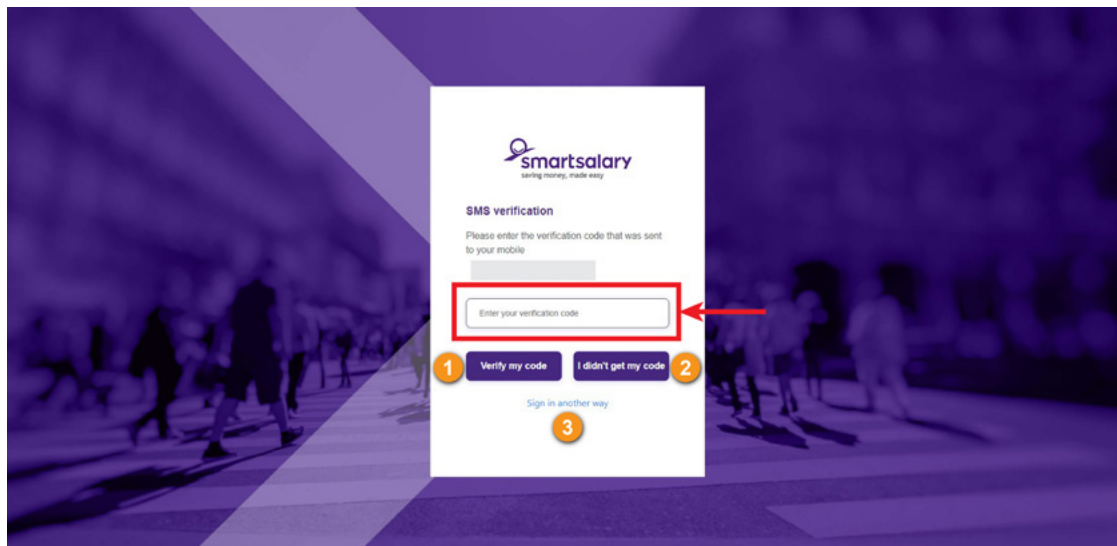 smartsalary
saving money, made easy
SMS verification
Please enter the verification code that was sent
to your mobile
Enter your verification code
1 Verify my code I didn't get my code 2
Sign in another way
3